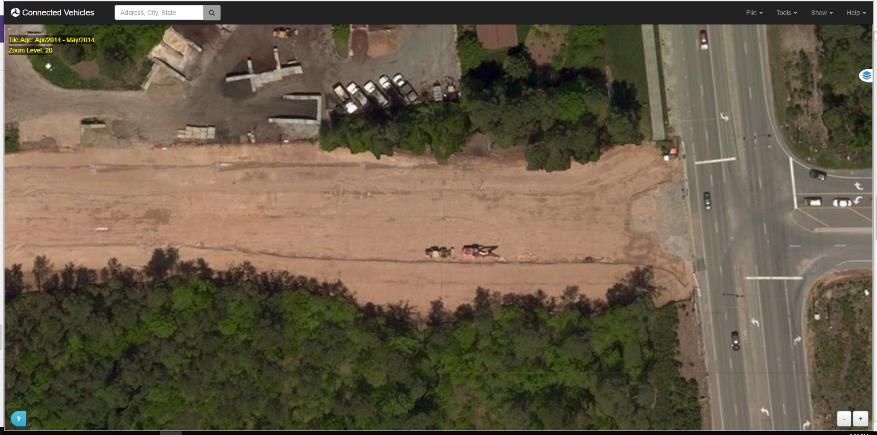 Connected Vehicles
Address, City, State
File
Tools
Show
Help
Tile Age: Apr/2014 - May/2014
Zoom Level: 20
?
- +